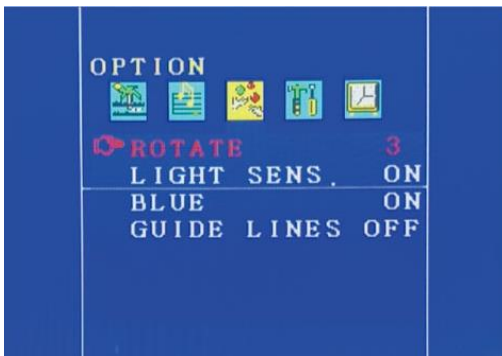 OPTION
ROTATE 3
LIGHT SENS. ON
BLUE ON
GUIDE LINES OFF